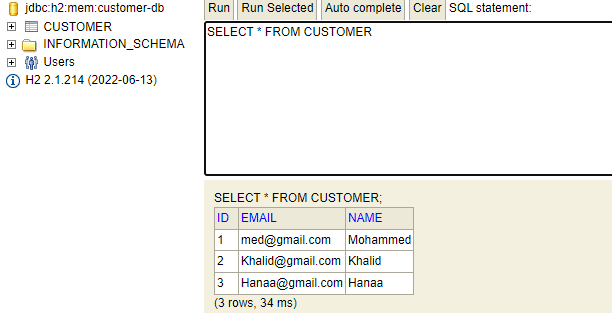 jdbc:h2:mem:customer-db
CUSTOMER
INFORMATION_SCHEMA
Users
H2 2.1.214 (2022-06-13)
Run Run Selected Auto complete Clear SQL statement:
SELECT * FROM CUSTOMER
SELECT * FROM CUSTOMER;
ID EMAIL NAME
1 med@gmail.com Mohammed
2 Khalid@gmail.com Khalid
3 Hanaa@gmail.com Hanaa
(3 rows, 34 ms)